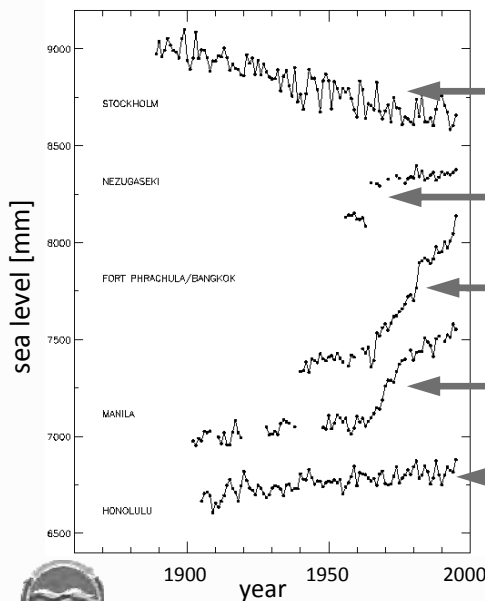 9000
STOCKHOLM
8500
NEZUGASEKI
8000
FORT PHRACHULA/BANGKOK
7500
MANILA
7000
HONOLULU
6500
sea level [mm]
1900
1950
2000
year